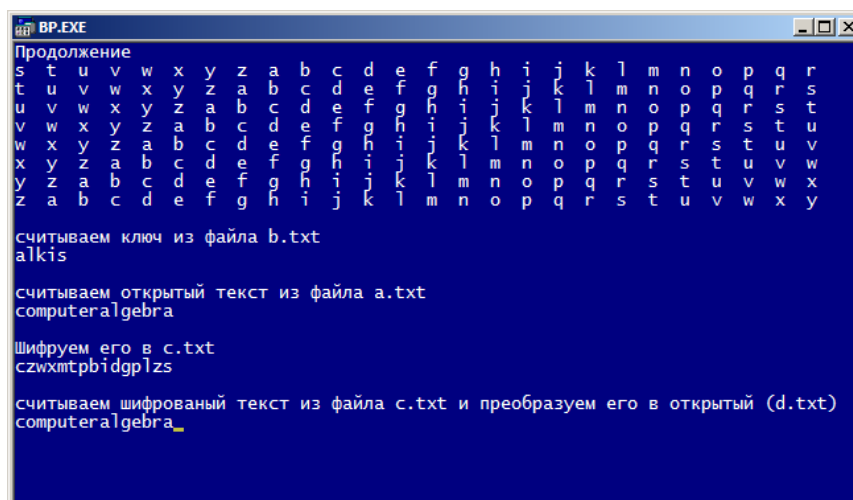 BP.EXE
Продолжение
s t u v w x y z a b c d e f g h i j k l m n o p q r
t u v w x y z a b c d e f g h i j k l m n o p q r s
u v w x y z a b c d e f g h i j k l m n o p q r s t
v w x y z a b c d e f g h i j k l m n o p q r s t u
w x y z a b c d e f g h i j k l m n o p q r s t u v
x y z a b c d e f g h i j k l m n o p q r s t u v w
y z a b c d e f g h i j k l m n o p q r s t u v w x
z a b c d e f g h i j k l m n o p q r s t u v w x y
считываем ключ из файла b.txt
alkis
считываем открытый текст из файла a.txt
computeralgebra
Шифруем его в c.txt
czwxmtpbidgplzs
считываем шифрованый текст из файла c.txt и преобразуем его в открытый (d.txt)
computeralgebra_